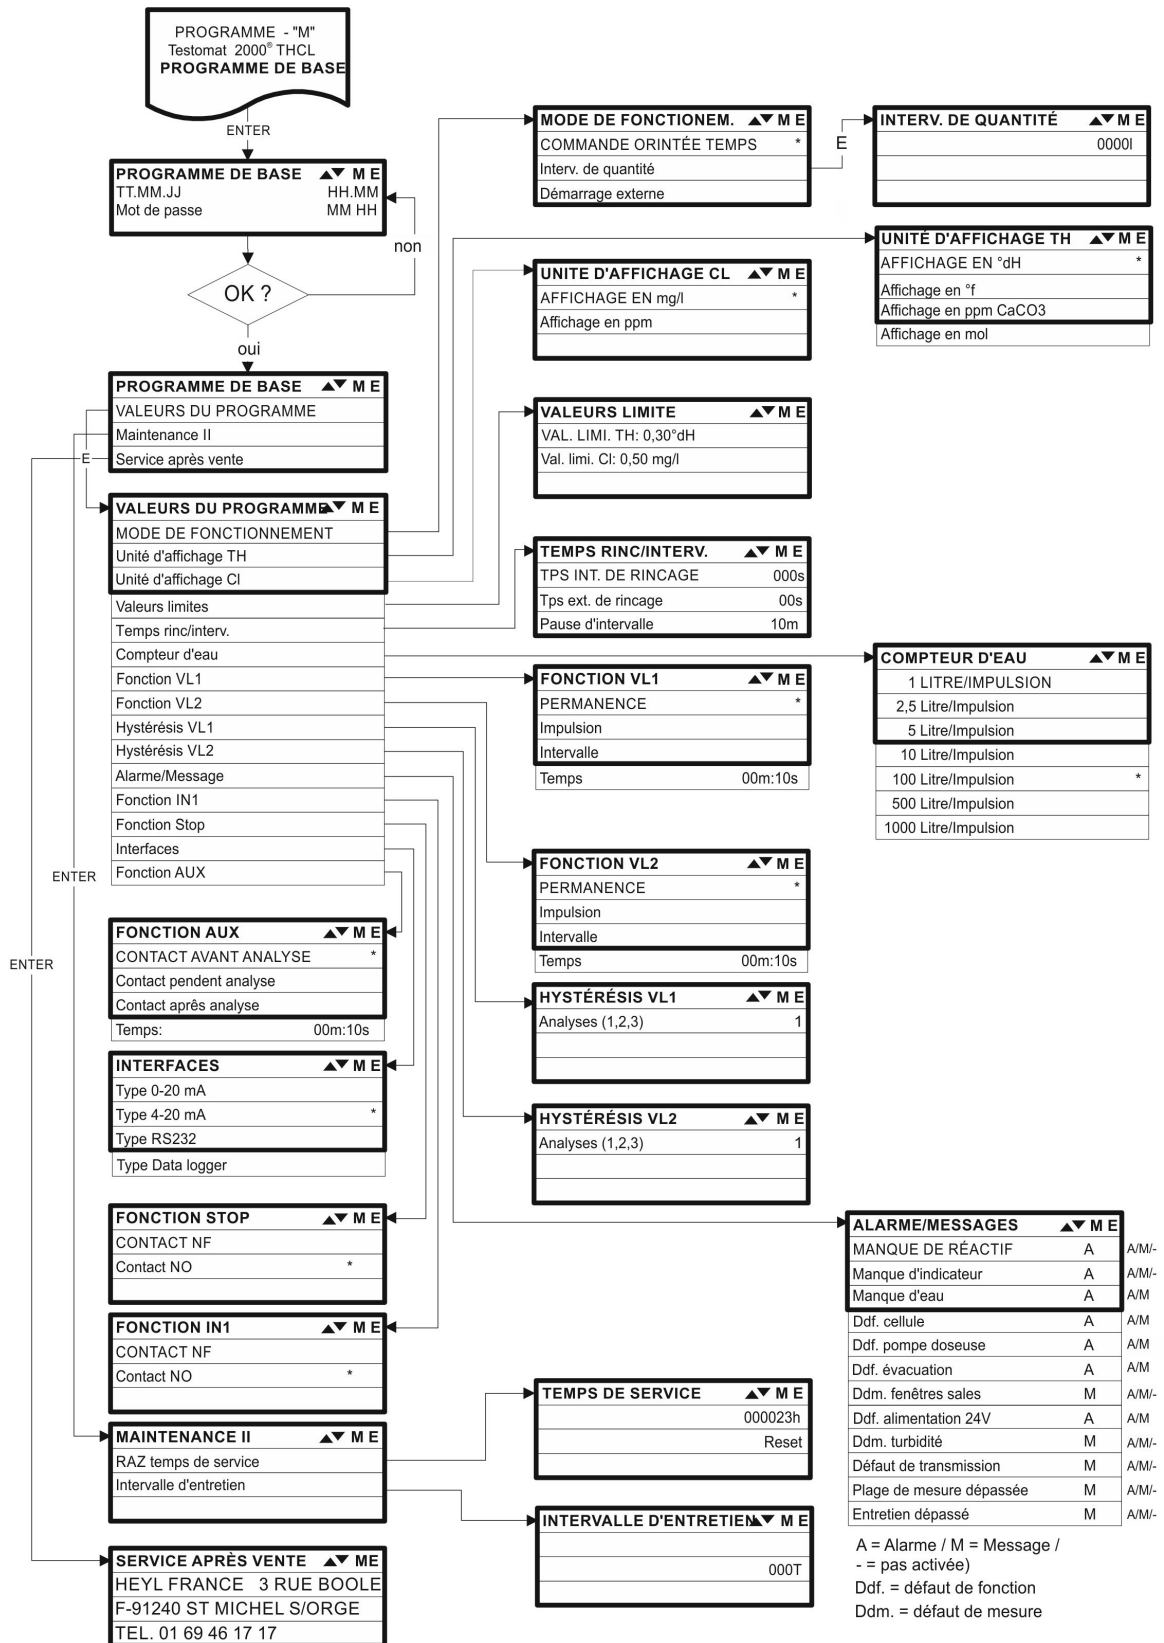 PROGRAMME - "M"
Testomat 2000® THCL
PROGRAMME DE BASE
ENTER
PROGRAMME DE BASE ▲▼ M E
TT.MM.JJ HH.MM
Mot de passe MM HH
non
OK ?
oui
PROGRAMME DE BASE ▲▼ M E
VALEURS DU PROGRAMME
Maintenance II
Service après vente
E
VALEURS DU PROGRAMME ▲▼ M E
MODE DE FONCTIONNEMENT
Unité d'affichage TH
Unité d'affichage Cl
Valeurs limites
Temps rinc/interv.
Compteur d'eau
Fonction VL1
Fonction VL2
Hystérésis VL1
Hystérésis VL2
Alarme/Message
Fonction IN1
Fonction Stop
Interfaces
Fonction AUX
ENTER
ENTER
FONCTION AUX ▲▼ M E
CONTACT AVANT ANALYSE *
Contact pendent analyse
Contact aprês analyse
Temps: 00m:10s
INTERFACES ▲▼ M E
Type 0-20 mA
Type 4-20 mA *
Type RS232
Type Data logger
FONCTION STOP ▲▼ M E
CONTACT NF
Contact NO *
FONCTION IN1 ▲▼ M E
CONTACT NF
Contact NO *
MAINTENANCE II ▲▼ M E
RAZ temps de service
Intervalle d'entretien
SERVICE APRÈS VENTE ▲▼ ME
HEYL FRANCE 3 RUE BOOLE
F-91240 ST MICHEL S/ORGE
TEL. 01 69 46 17 17
MODE DE FONCTIONEM. ▲▼ M E
COMMANDE ORINTÉE TEMPS *
Interv. de quantité
Démarrage externe
E
INTERV. DE QUANTITÉ ▲▼ M E
0000l
UNITÉ D'AFFICHAGE TH ▲▼ M E
AFFICHAGE EN °dH *
Affichage en °f
Affichage en ppm CaCO3
Affichage en mol
UNITE D'AFFICHAGE CL ▲▼ M E
AFFICHAGE EN mg/l *
Affichage en ppm
VALEURS LIMITE ▲▼ M E
VAL. LIMI. TH: 0,30°dH
Val. limi. Cl: 0,50 mg/l
TEMPS RINC/INTERV. ▲▼ M E
TPS INT. DE RINCAGE 000s
Tps ext. de rincage 00s
Pause d'intervalle 10m
COMPTEUR D'EAU ▲▼ M E
1 LITRE/IMPULSION
2,5 Litre/Impulsion
5 Litre/Impulsion
10 Litre/Impulsion
100 Litre/Impulsion *
500 Litre/Impulsion
1000 Litre/Impulsion
FONCTION VL1 ▲▼ M E
PERMANENCE *
Impulsion
Intervalle
Temps 00m:10s
FONCTION VL2 ▲▼ M E
PERMANENCE *
Impulsion
Intervalle
Temps 00m:10s
HYSTÉRÉSIS VL1 ▲▼ M E
Analyses (1,2,3) 1
HYSTÉRÉSIS VL2 ▲▼ M E
Analyses (1,2,3) 1
ALARME/MESSAGES ▲▼ M E
MANQUE DE RÉACTIF A A/M/-
Manque d'indicateur A A/M/-
Manque d'eau A A/M
Ddf. cellule A A/M
Ddf. pompe doseuse A A/M
Ddf. évacuation A A/M
Ddm. fenêtres sales M A/M/-
Ddf. alimentation 24V A A/M
Ddm. turbidité M A/M/-
Défaut de transmission M A/M/-
Plage de mesure dépassée M A/M/-
Entretien dépassé M A/M/-
A = Alarme / M = Message /
- = pas activée)
Ddf. = défaut de fonction
Ddm. = défaut de mesure
TEMPS DE SERVICE ▲▼ M E
000023h
Reset
INTERVALLE D'ENTRETIEN ▲▼ M E
000T